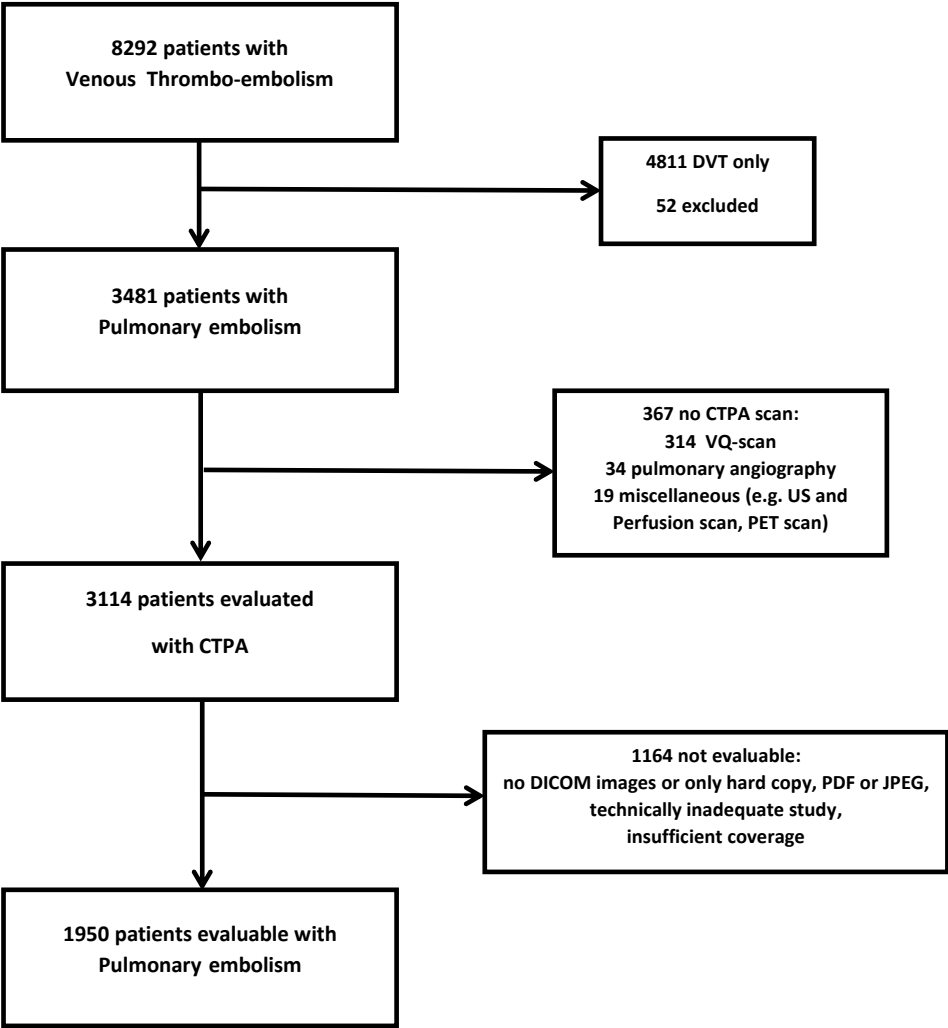 8292 patients with
Venous Thrombo-embolism
4811 DVT only
52 excluded
3481 patients with
Pulmonary embolism
367 no CTPA scan:
314 VQ-scan
34 pulmonary angiography
19 miscellaneous (e.g. US and
Perfusion scan, PET scan)
3114 patients evaluated
with CTPA
1164 not evaluable:
no DICOM images or only hard copy, PDF or JPEG,
technically inadequate study,
insufficient coverage
1950 patients evaluable with
Pulmonary embolism